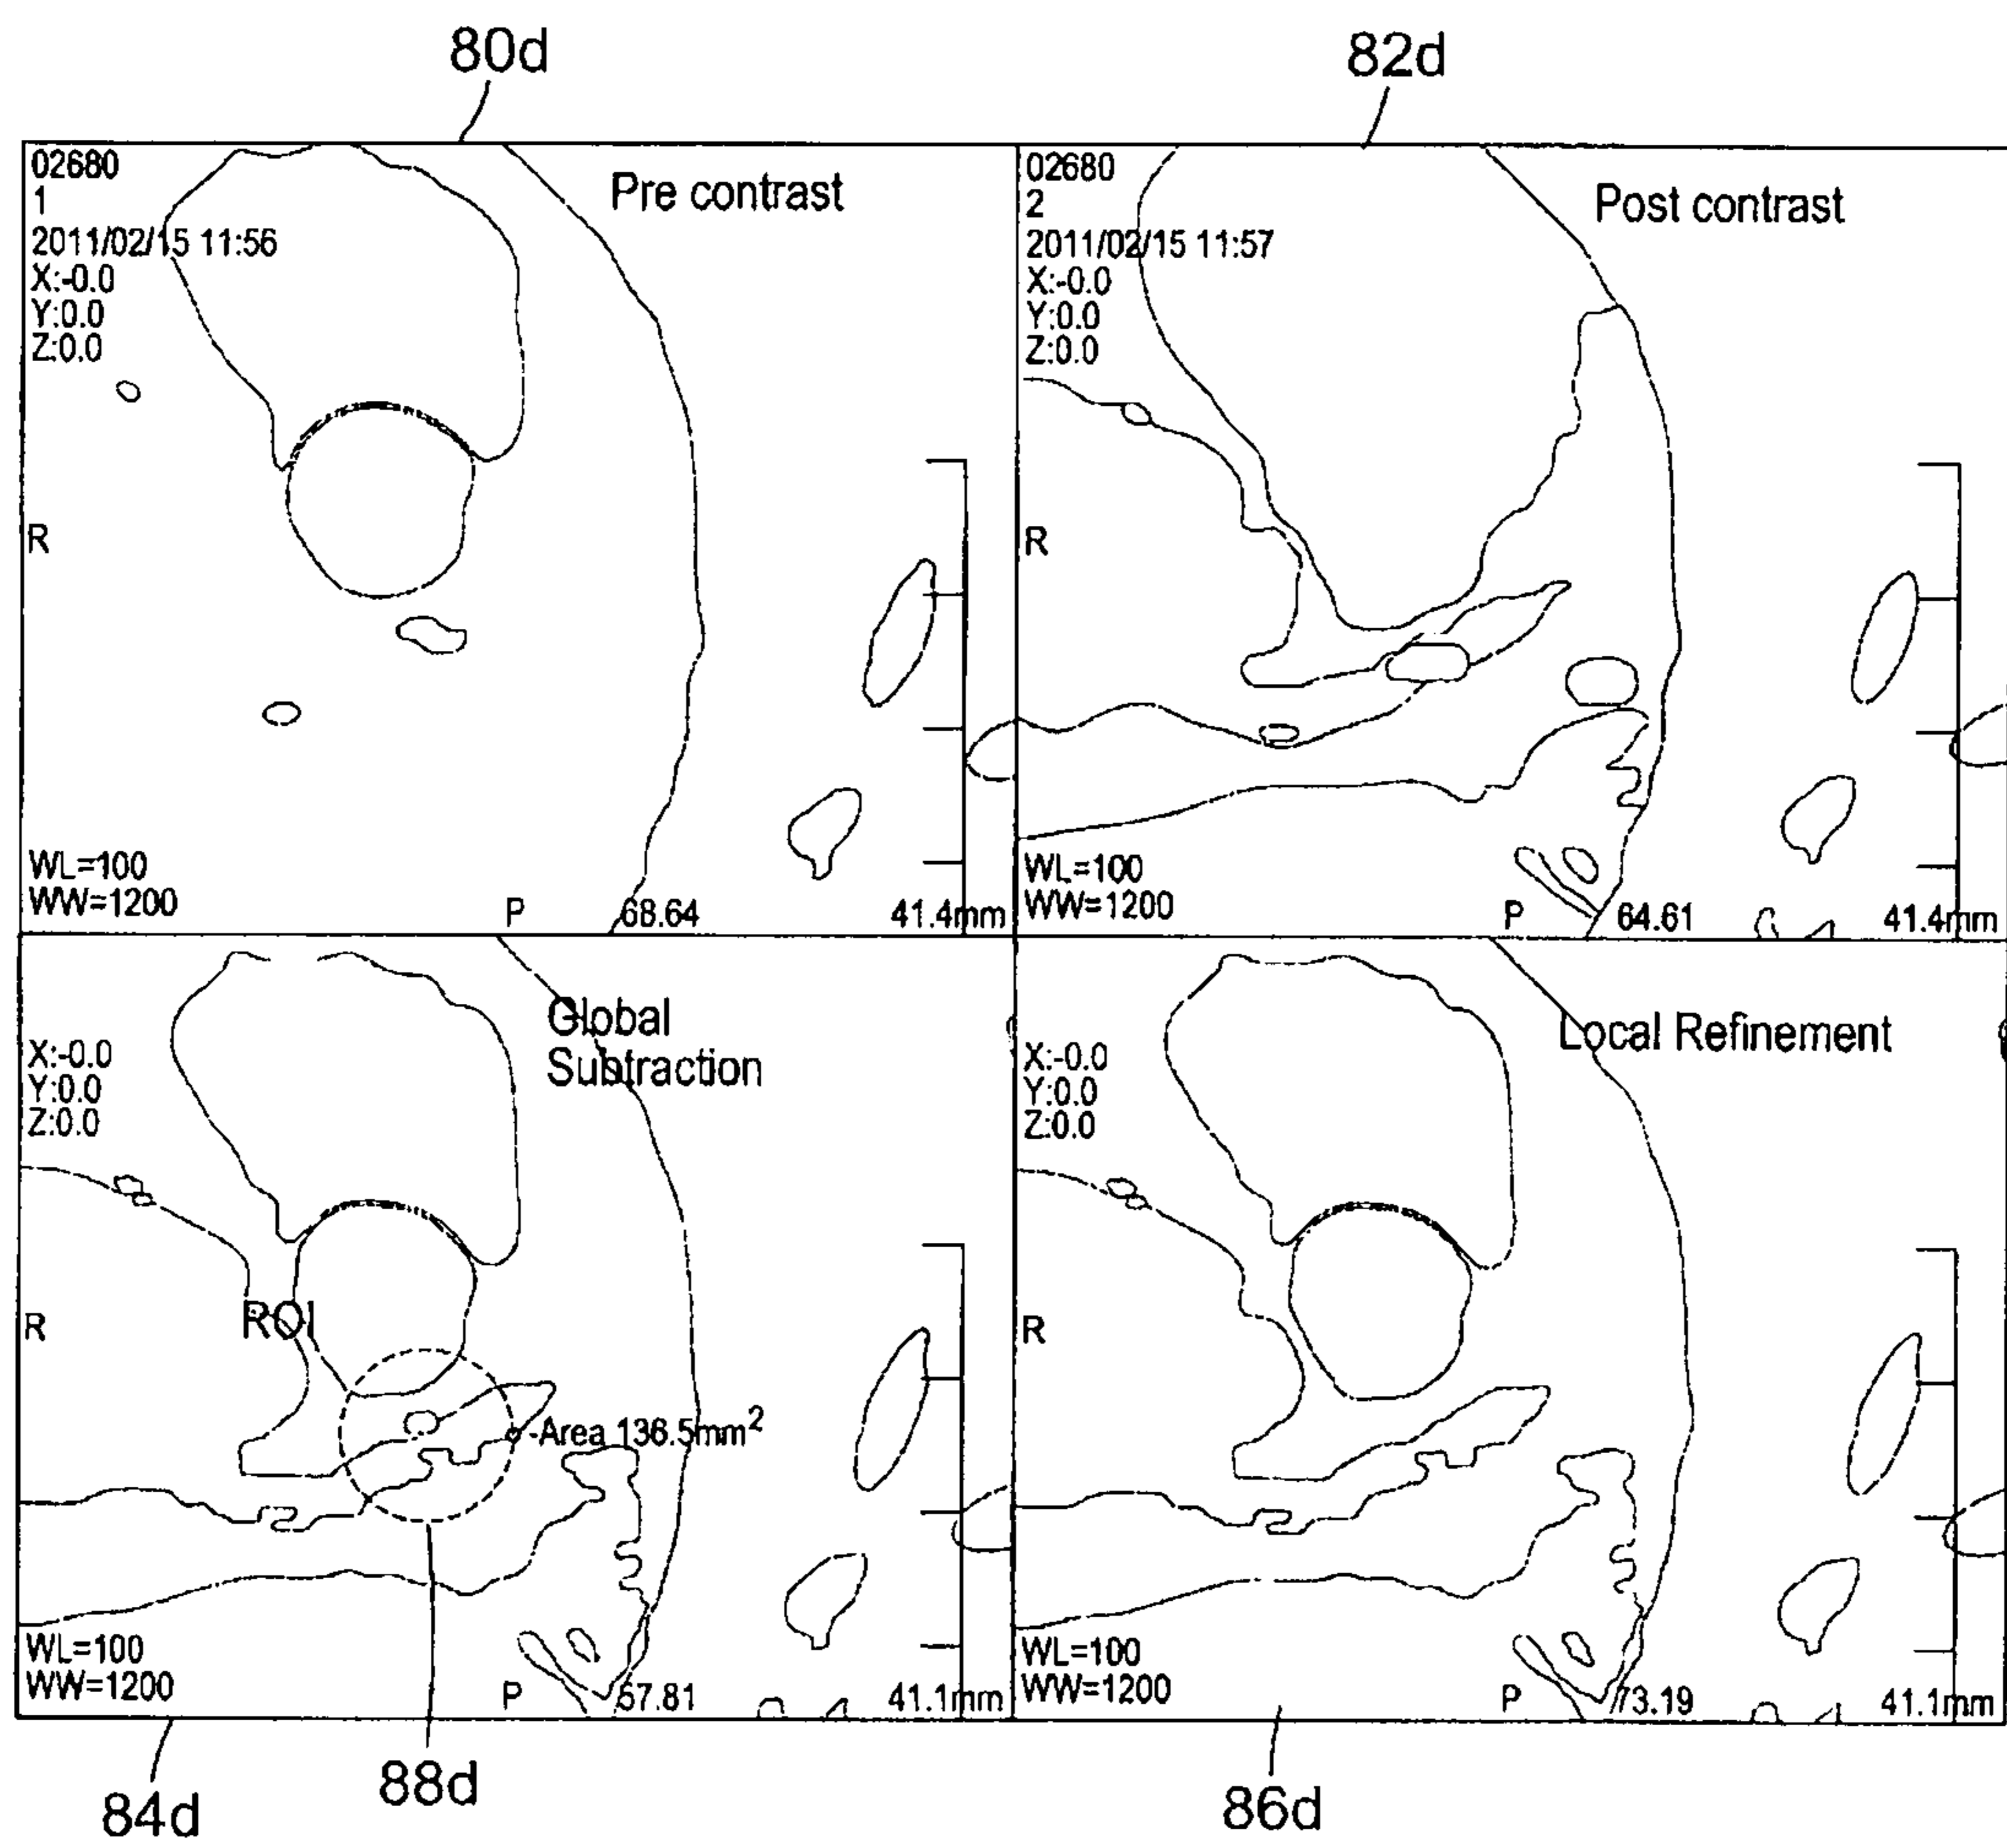 80d
82d
02680
1
2011/02/15 11:56
X:-0.0
Y:0.0
Z:0.0
Pre contrast
R
WL=100
WW=1200
P
68.64
41.4mm
02680
2
2011/02/15 11:57
X:-0.0
Y:0.0
Z:0.0
Post contrast
R
WL=100
WW=1200
P
64.61
41.4mm
Global
Subtraction
X:-0.0
Y:0.0
Z:0.0
R
ROI
Area 136.5mm²
WL=100
WW=1200
P
57.81
41.1mm
Local Refinement
X:-0.0
Y:0.0
Z:0.0
R
WL=100
WW=1200
P
73.19
41.1mm
84d
88d
86d